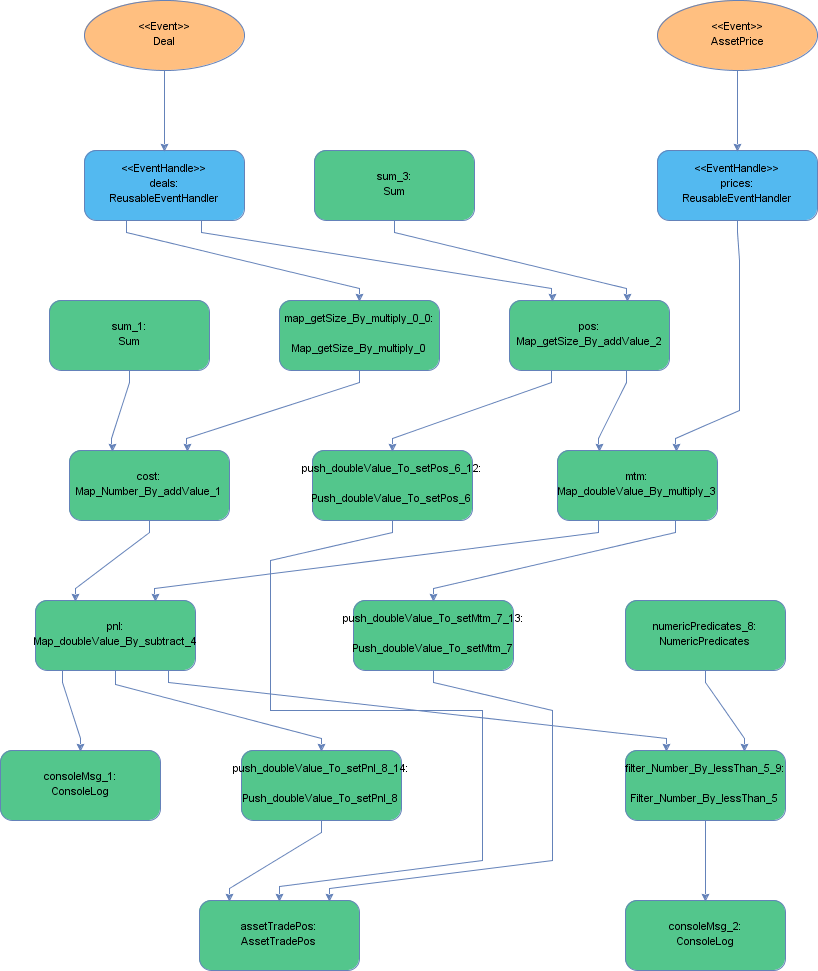 <<Event>>
Deal
<<Event>>
AssetPrice
<<EventHandle>>
deals:
ReusableEventHandler
sum_3:
Sum
<<EventHandle>>
prices:
ReusableEventHandler
sum_1:
Sum
map_getSize_By_multiply_0_0:
Map_getSize_By_multiply_0
pos:
Map_getSize_By_addValue_2
cost:
Map_Number_By_addValue_1
push_doubleValue_To_setPos_6_12:
Push_doubleValue_To_setPos_6
mtm:
Map_doubleValue_By_multiply_3
pnl:
Map_doubleValue_By_subtract_4
push_doubleValue_To_setMtm_7_13:
Push_doubleValue_To_setMtm_7
numericPredicates_8:
NumericPredicates
consoleMsg_1:
ConsoleLog
push_doubleValue_To_setPnl_8_14:
Push_doubleValue_To_setPnl_8
filter_Number_By_lessThan_5_9:
Filter_Number_By_lessThan_5
assetTradePos:
AssetTradePos
consoleMsg_2:
ConsoleLog